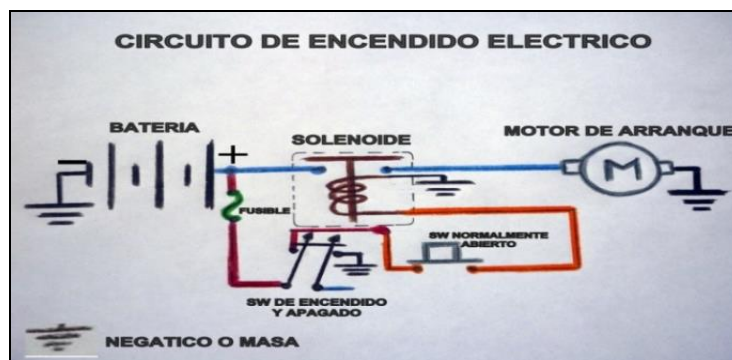 CIRCUITO DE ENCENDIDO ELECTRICO
BATERIA
SOLENOIDE
MOTOR DE ARRANQUE
+
M
FUSIBLE
SW NORMALMENTE
ABIERTO
SW DE ENCENDIDO
Y APAGADO
NEGATICO O MASA